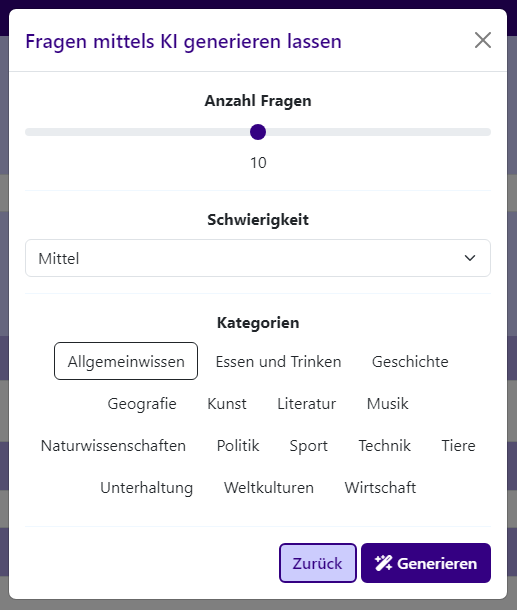 Fragen mittels KI generieren lassen
Anzahl Fragen
10
Schwierigkeit
Mittel
Kategorien
Allgemeinwissen Essen und Trinken Geschichte
Geografie Kunst Literatur Musik
Naturwissenschaften Politik Sport Technik Tiere
Unterhaltung Weltkulturen Wirtschaft
Zurück Generieren